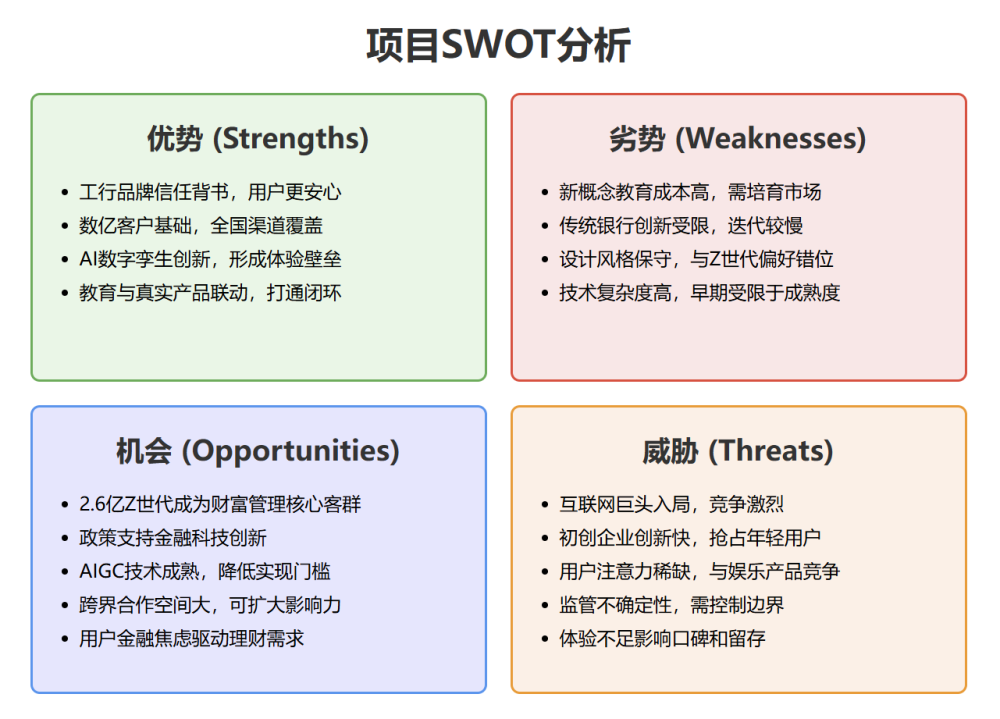 项目SWOT分析
优势 (Strengths)
• 工行品牌信任背书，用户更安心
• 数亿客户基础，全国渠道覆盖
• AI数字孪生创新，形成体验壁垒
• 教育与真实产品联动，打通闭环
劣势 (Weaknesses)
• 新概念教育成本高，需培育市场
• 传统银行创新受限，迭代较慢
• 设计风格保守，与Z世代偏好错位
• 技术复杂度高，早期受限于成熟度
机会 (Opportunities)
• 2.6亿Z世代成为财富管理核心客群
• 政策支持金融科技创新
• AIGC技术成熟，降低实现门槛
• 跨界合作空间大，可扩大影响力
• 用户金融焦虑驱动理财需求
威胁 (Threats)
• 互联网巨头入局，竞争激烈
• 初创企业创新快，抢占年轻用户
• 用户注意力稀缺，与娱乐产品竞争
• 监管不确定性，需控制边界
• 体验不足影响口碑和留存